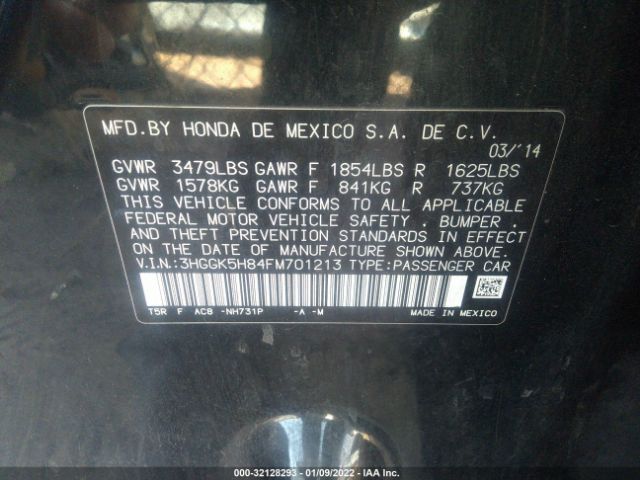 MFD.BY HONDA DE MEXICO S.A. DE C.V.
03/'14
GVWR 3479LBS GAWR F 1854LBS R 1625LBS
GVWR 1578KG GAWR F 841KG R 737KG
THIS VEHICLE CONFORMS TO ALL APPLICABLE
FEDERAL MOTOR VEHICLE SAFETY , BUMPER ,
AND THEFT PREVENTION STANDARDS IN EFFECT
ON THE DATE OF MANUFACTURE SHOWN ABOVE.
V.I.N.:3HGGK5H84FM701213 TYPE:PASSENGER CAR
T5R F AC8 -NH731P -A -M MADE IN MEXICO
000-32128293 - 01/09/2022 - IAA Inc.